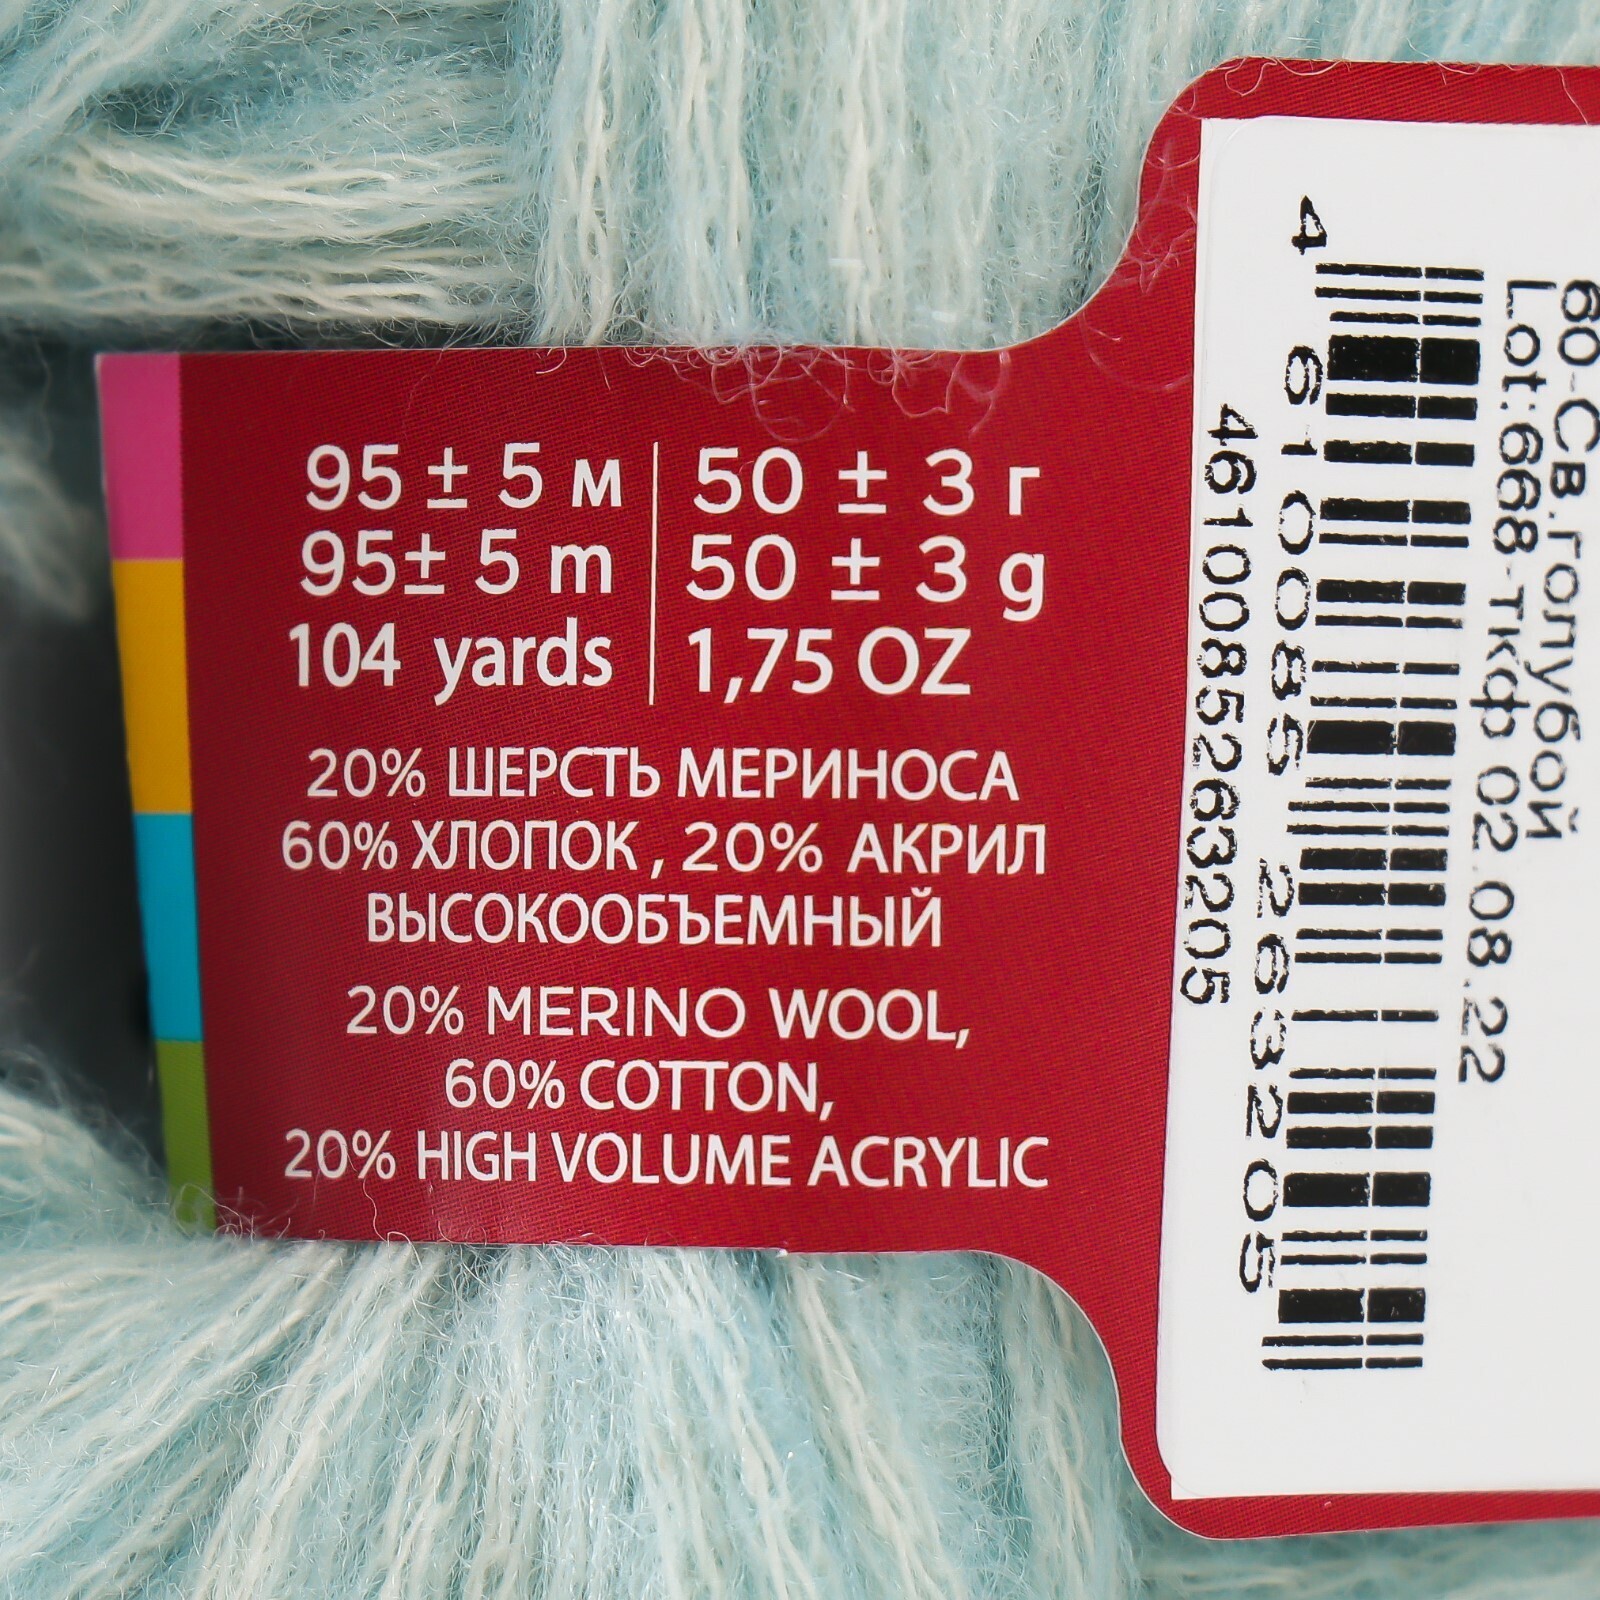 95 ± 5 м
50 ± 3 г
95± 5 m
50 ± 3 g
104 yards
1,75 OZ
20% ШЕРСТЬ МЕРИНОСА
60% ХЛОПОК, 20% АКРИЛ
ВЫСОКООБЪЕМНЫЙ
20% MERINO WOOL,
60% COTTON,
20% HIGH VOLUME ACRYLIC
60-Св.голубой
Lot:668-ткф 02.08.22
4 610085 263205
4610085263205